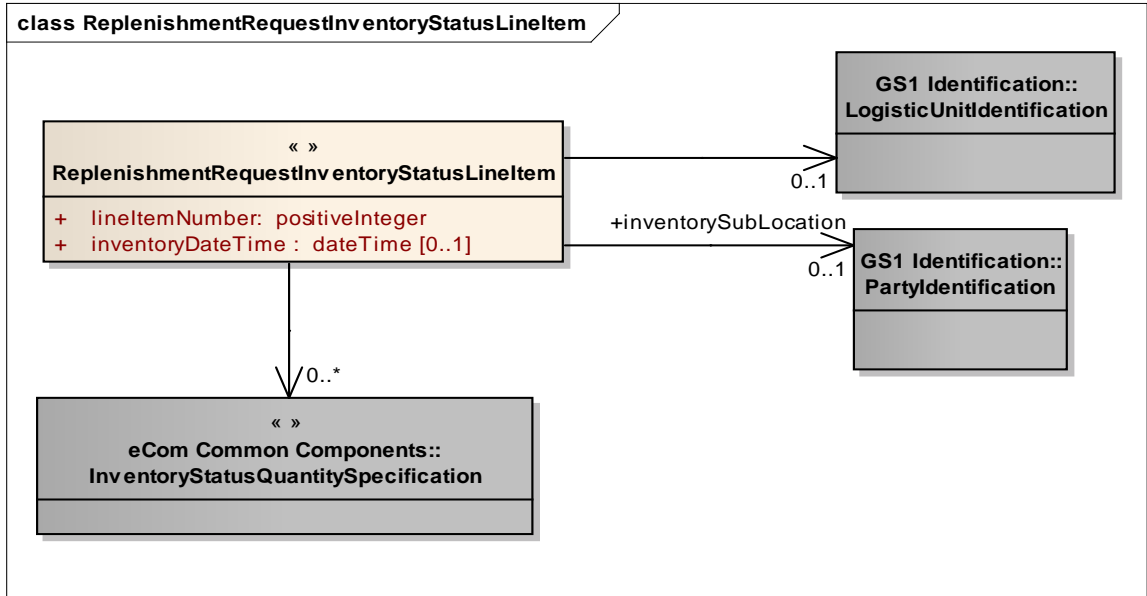 class ReplenishmentRequestInventoryStatusLineItem
GS1 Identification::
LogisticUnitIdentification
« »
ReplenishmentRequestInventoryStatusLineItem
+ lineItemNumber: positiveInteger
+ inventoryDateTime : dateTime [0..1]
0..1
+inventorySubLocation
0..1
GS1 Identification::
PartyIdentification
0..*
« »
eCom Common Components::
InventoryStatusQuantitySpecification